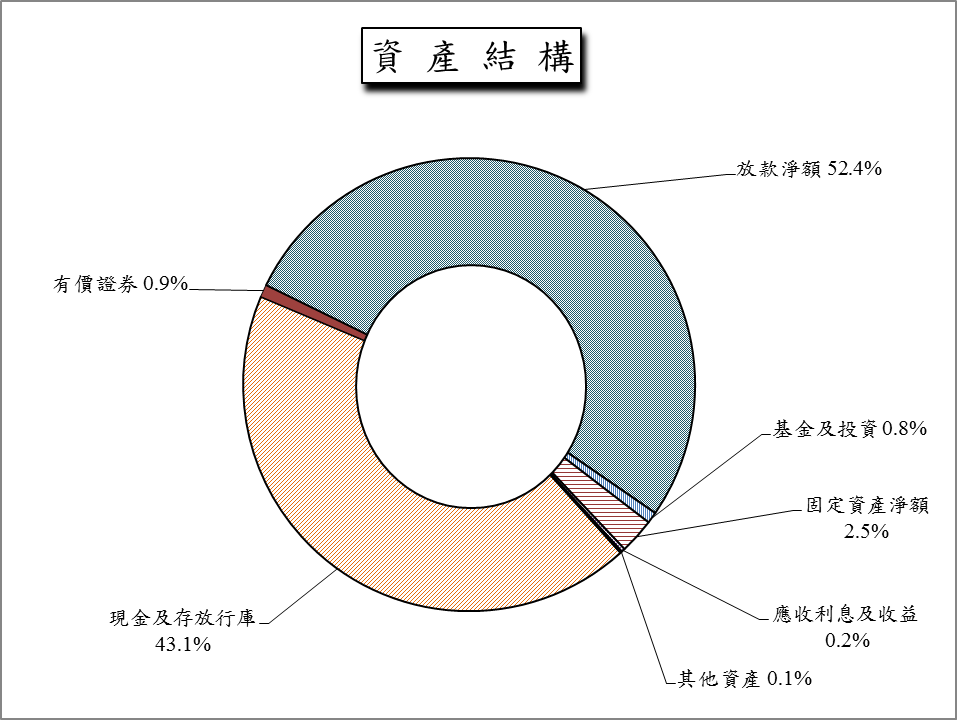 資 產 結 構
放款淨額 52.4%
有價證券 0.9%
基金及投資 0.8%
固定資產淨額
2.5%
現金及存放行庫
43.1%
應收利息及收益
0.2%
其他資產 0.1%